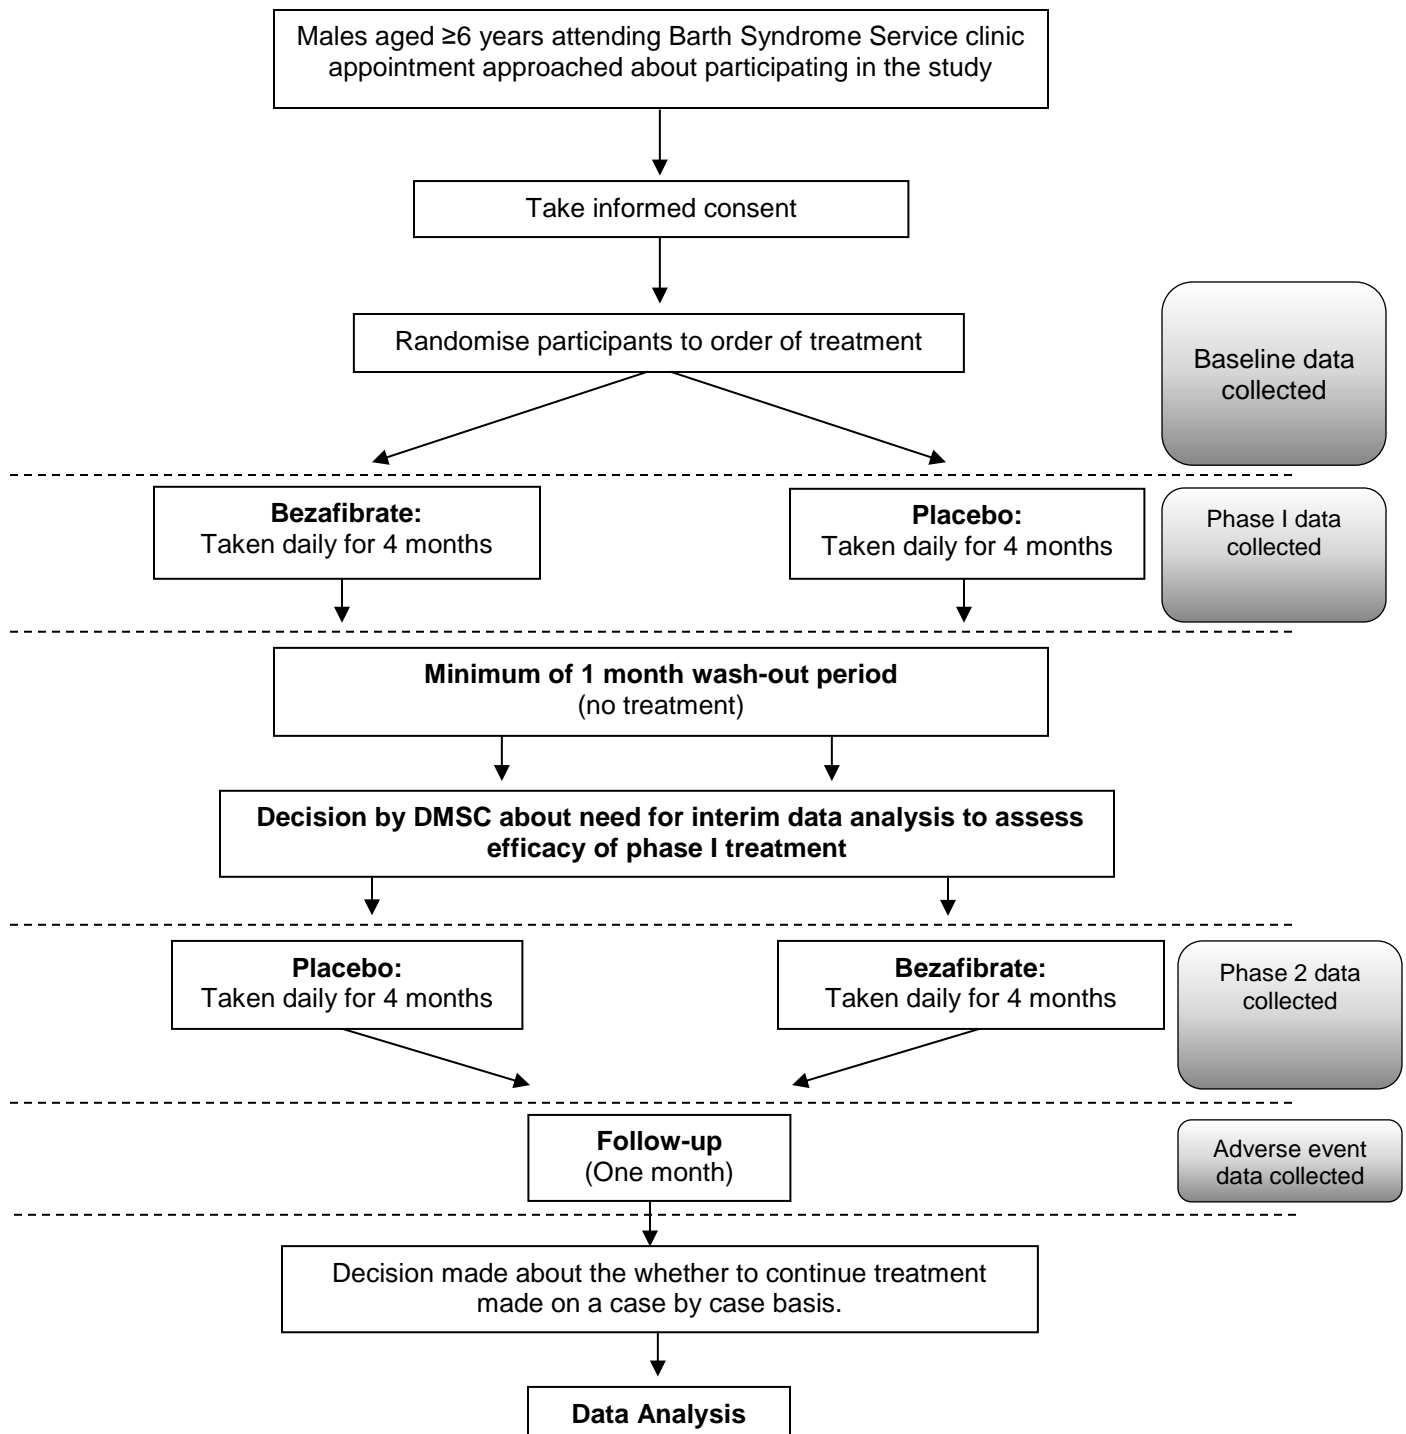 Males aged ≥6 years attending Barth Syndrome Service clinic
appointment approached about participating in the study
Take informed consent
Randomise participants to order of treatment
Baseline data
collected
Bezafibrate:
Taken daily for 4 months
Placebo:
Taken daily for 4 months
Phase I data
collected
Minimum of 1 month wash-out period
(no treatment)
Decision by DMSC about need for interim data analysis to assess
efficacy of phase I treatment
Placebo:
Taken daily for 4 months
Bezafibrate:
Taken daily for 4 months
Phase 2 data
collected
Follow-up
(One month)
Adverse event
data collected
Decision made about the whether to continue treatment
made on a case by case basis.
Data Analysis